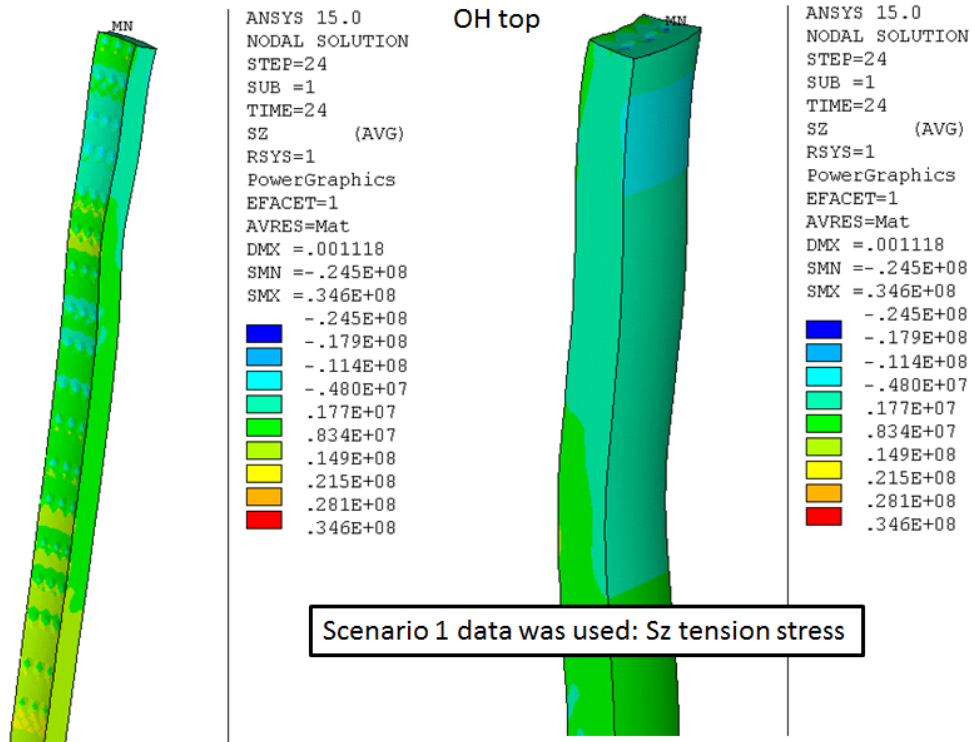 MN
ANSYS 15.0
NODAL SOLUTION
STEP=24
SUB =1
TIME=24
SZ (AVG)
RSYS=1
PowerGraphics
EFACET=1
AVRES=Mat
DMX =.001118
SMN =-.245E+08
SMX =.346E+08
-.245E+08
-.179E+08
-.114E+08
-.480E+07
.177E+07
.834E+07
.149E+08
.215E+08
.281E+08
.346E+08
OH top
MN
ANSYS 15.0
NODAL SOLUTION
STEP=24
SUB =1
TIME=24
SZ (AVG)
RSYS=1
PowerGraphics
EFACET=1
AVRES=Mat
DMX =.001118
SMN =-.245E+08
SMX =.346E+08
-.245E+08
-.179E+08
-.114E+08
-.480E+07
.177E+07
.834E+07
.149E+08
.215E+08
.281E+08
.346E+08
Scenario 1 data was used: Sz tension stress